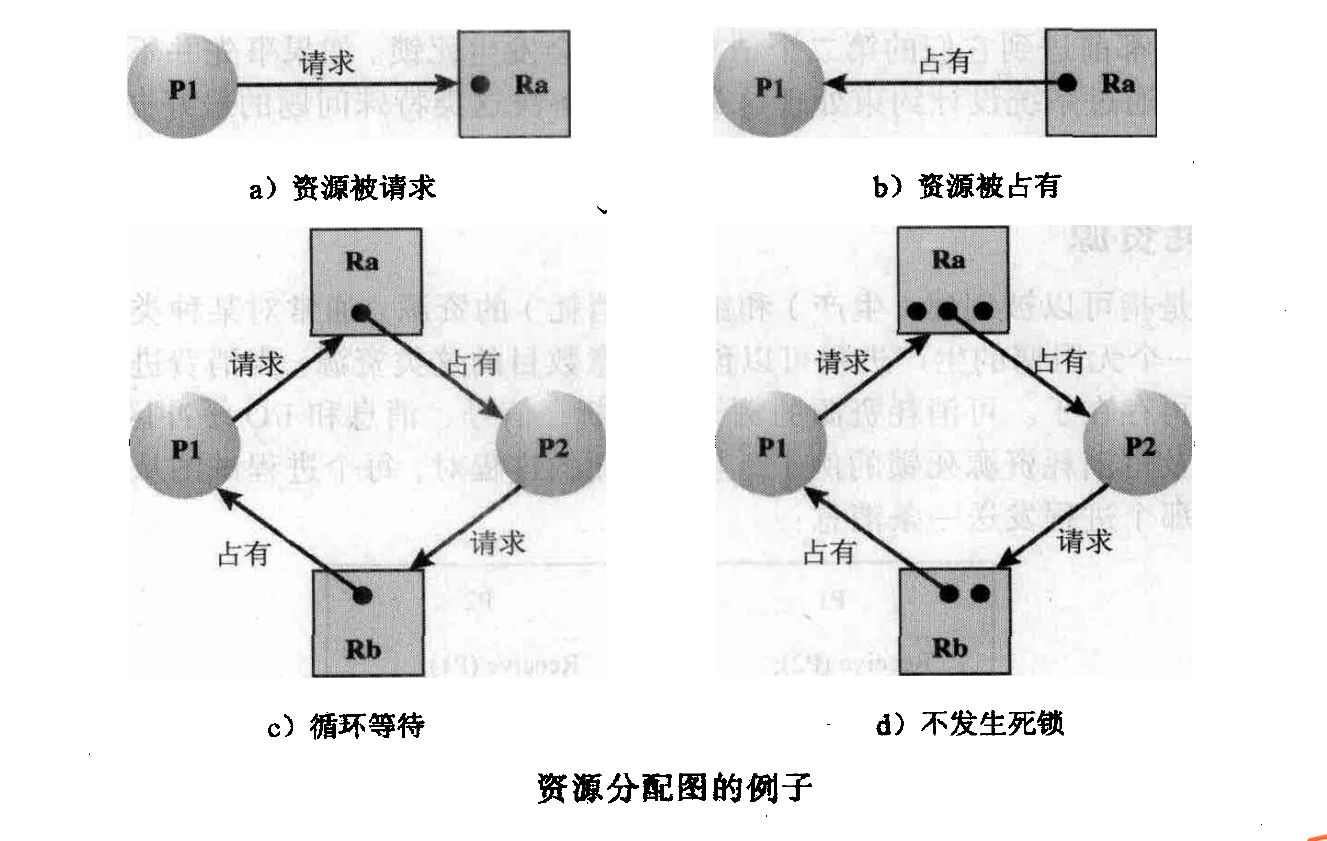 请求
P1
Ra
占有
P1
Ra
a）资源被请求
b）资源被占有
Ra
请求
占有
P1
P2
占有
请求
Rb
c）循环等待
Ra
请求
占有
P1
P2
占有
请求
Rb
d）不发生死锁
资源分配图的例子